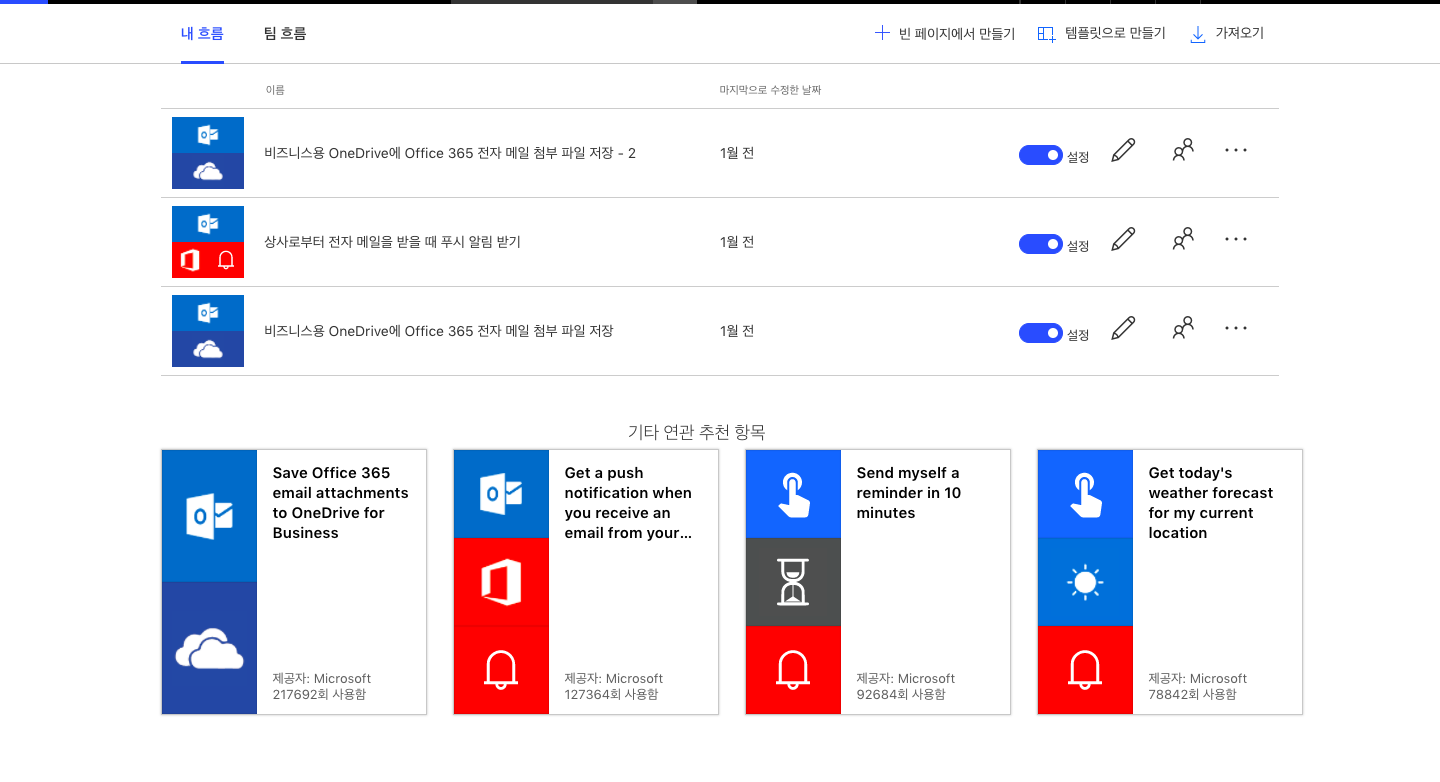 내 흐름
팀 흐름
빈 페이지에서 만들기
템플릿으로 만들기
가져오기
이름
마지막으로 수정한 날짜
비즈니스용 OneDrive에 Office 365 전자 메일 첨부 파일 저장 - 2
1월 전
설정
상사로부터 전자 메일을 받을 때 푸시 알림 받기
1월 전
설정
비즈니스용 OneDrive에 Office 365 전자 메일 첨부 파일 저장
1월 전
설정
기타 연관 추천 항목
Save Office 365
email attachments
to OneDrive for
Business
제공자: Microsoft
217692회 사용함
Get a push
notification when
you receive an
email from your...
제공자: Microsoft
127364회 사용함
Send myself a
reminder in 10
minutes
제공자: Microsoft
92684회 사용함
Get today's
weather forecast
for my current
location
제공자: Microsoft
78842회 사용함